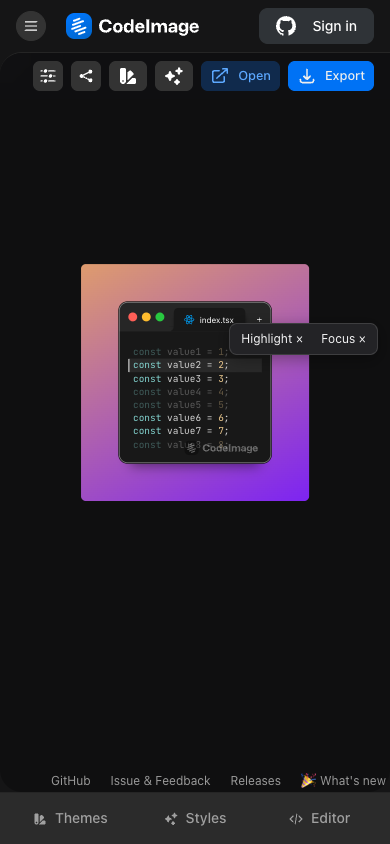 CodeImage
Sign in
Open
Export
index.tsx
+
Highlight ×
Focus ×
const value1 = 1;
const value2 = 2;
const value3 = 3;
const value4 = 4;
const value5 = 5;
const value6 = 6;
const value7 = 7;
const
CodeImage
GitHub
Issue & Feedback
Releases
🎉 What's new
Themes
Styles
Editor